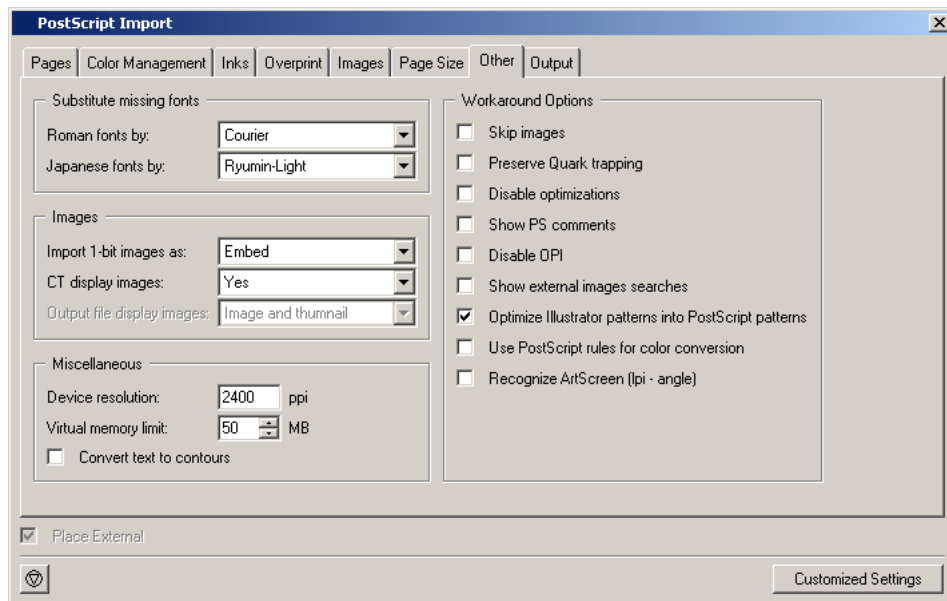 PostScript Import
Pages Color Management Inks Overprint Images Page Size Other Output
Substitute missing fonts
Roman fonts by: Courier
Japanese fonts by: Ryumin-Light
Images
Import 1-bit images as: Embed
CT display images: Yes
Output file display images: Image and thumnail
Miscellaneous
Device resolution: 2400 ppi
Virtual memory limit: 50 MB
Convert text to contours
Workaround Options
Skip images
Preserve Quark trapping
Disable optimizations
Show PS comments
Disable OPI
Show external images searches
Optimize Illustrator patterns into PostScript patterns
Use PostScript rules for color conversion
Recognize ArtScreen (lpi - angle)
Place External
Customized Settings